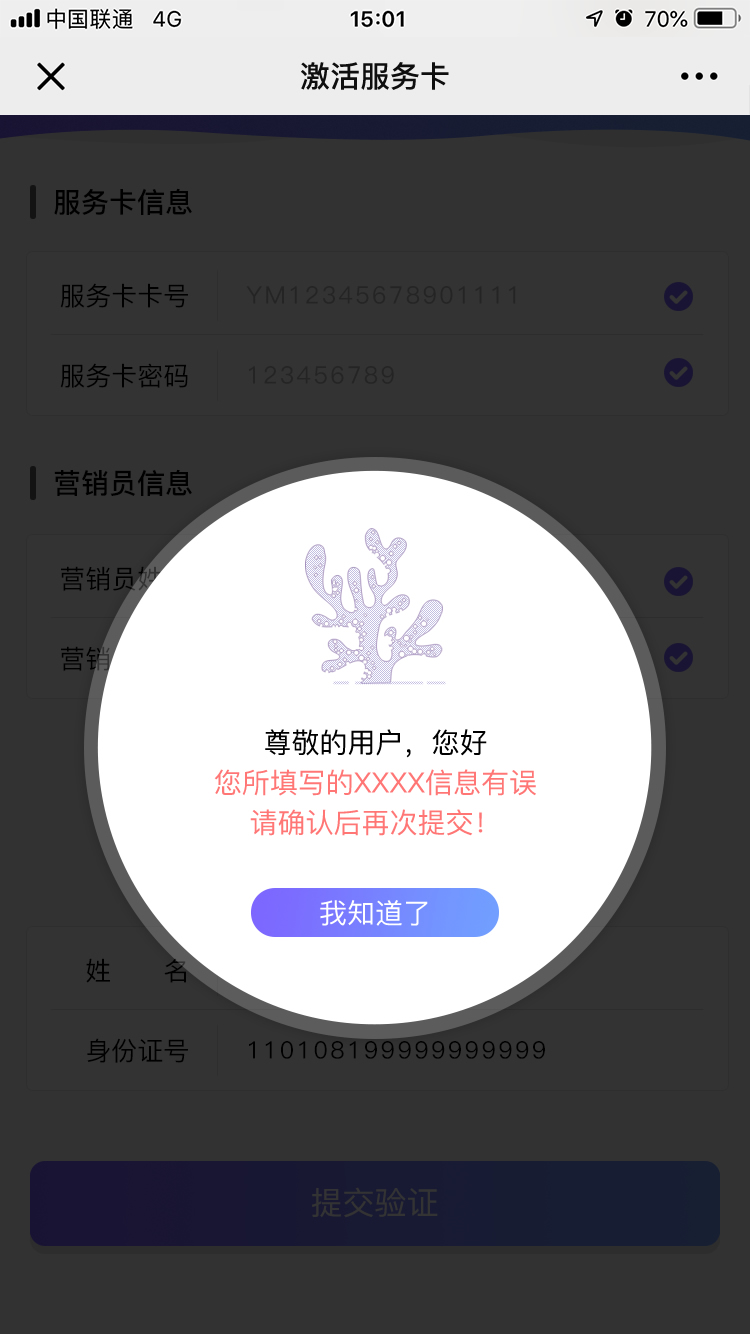 中国联通 4G 15:01 70%
激活服务卡
服务卡信息
服务卡卡号 YM12345678901111
服务卡密码 123456789
营销员信息
营销员姓
营销
尊敬的用户，您好
您所填写的XXXX信息有误
请确认后再次提交！
我知道了
姓 名
身份证号 110108199999999999
提交验证